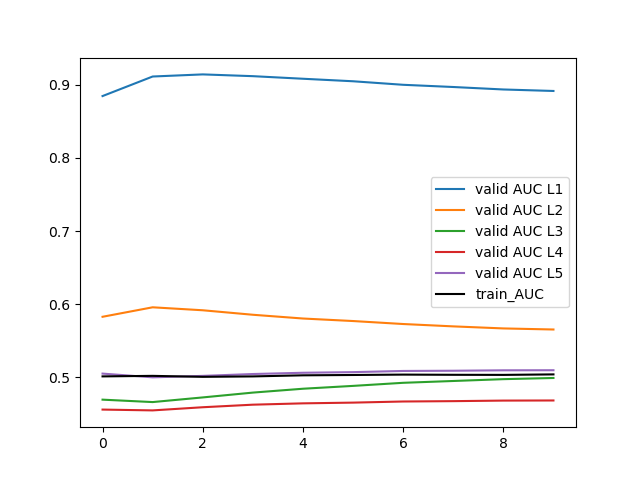 0.9
0.8
0.7
0.6
0.5
0 2 4 6 8
valid AUC L1
valid AUC L2
valid AUC L3
valid AUC L4
valid AUC L5
train_AUC